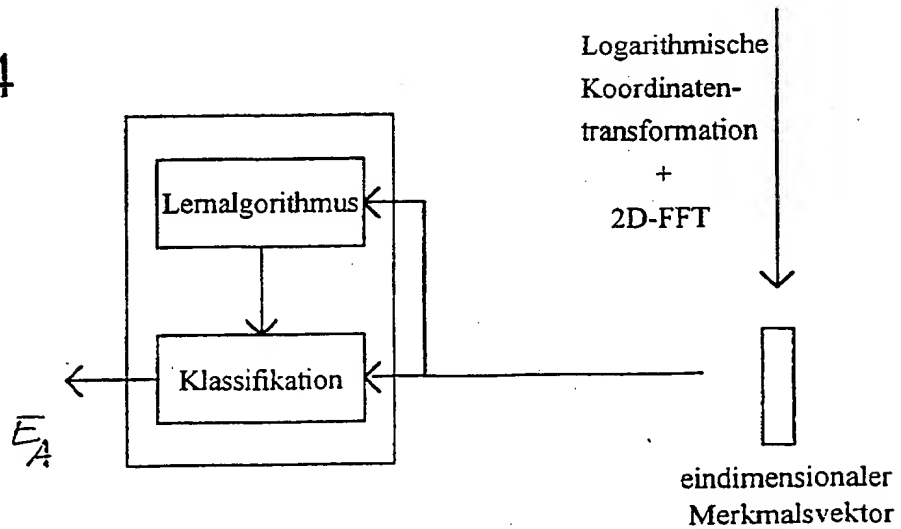 4
Logarithmische
Koordinaten-
transformation
+
2D-FFT
Lernalgorithmus
Klassifikation
E_A
eindimensionaler
Merkmalsvektor